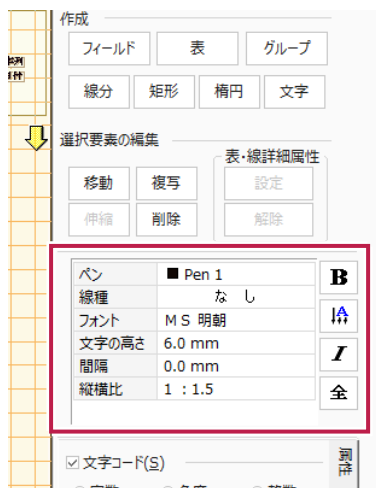 作成
フィールド 表 グループ
線分 矩形 楕円 文字
選択要素の編集
表・線詳細属性
移動 複写 設定
伸縮 削除 解除
ペン ■ Pen 1 B
線種 な し
フォント ＭＳ 明朝 A
文字の高さ 6.0 mm
間隔 0.0 mm I
縦横比 1 : 1.5 全
文字コード(S)
属性